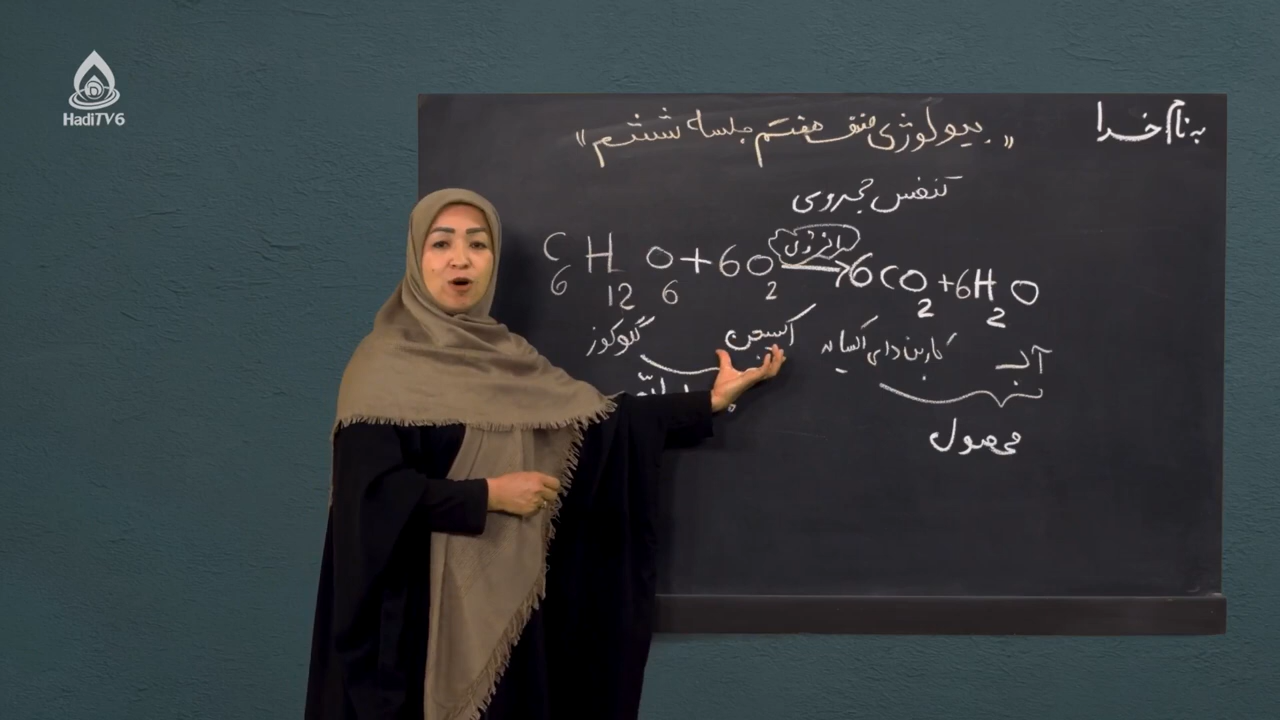 HadiTV6
به نام خدا
«بیولوژی صنف هفتم جلسه ششم»
تنفس حجروی
انرژی
C6H12O6+6O2→6CO2+6H2O
گلوکوز اکسیجن کاربن دای اکساید آب
محصول